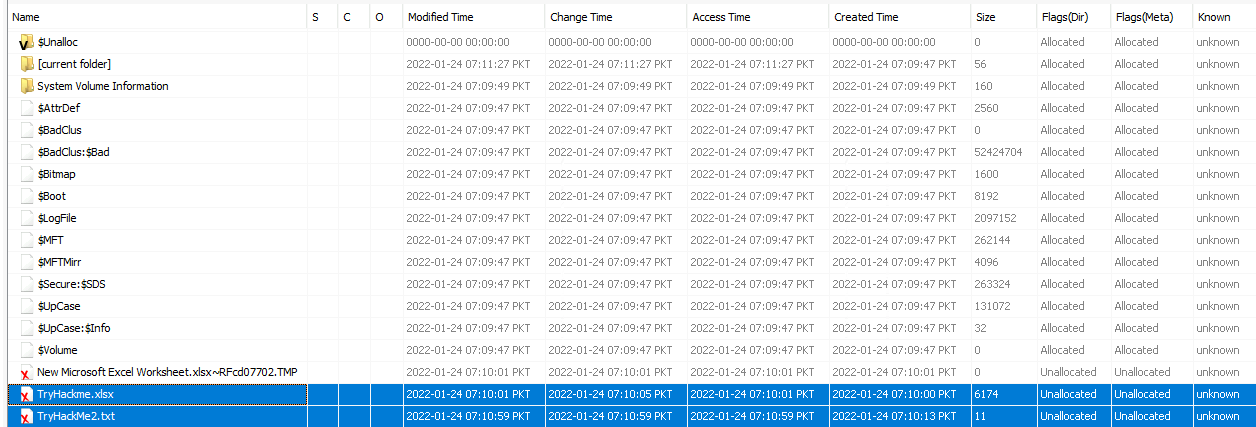 Name S C O Modified Time Change Time Access Time Created Time Size Flags(Dir) Flags(Meta) Known
$Unalloc 0000-00-00 00:00:00 0000-00-00 00:00:00 0000-00-00 00:00:00 0000-00-00 00:00:00 0 Allocated Allocated unknown
[current folder] 2022-01-24 07:11:27 PKT 2022-01-24 07:11:27 PKT 2022-01-24 07:11:27 PKT 2022-01-24 07:09:47 PKT 56 Allocated Allocated unknown
System Volume Information 2022-01-24 07:09:49 PKT 2022-01-24 07:09:49 PKT 2022-01-24 07:09:49 PKT 2022-01-24 07:09:49 PKT 160 Allocated Allocated unknown
$AttrDef 2022-01-24 07:09:47 PKT 2022-01-24 07:09:47 PKT 2022-01-24 07:09:47 PKT 2022-01-24 07:09:47 PKT 2560 Allocated Allocated unknown
$BadClus 2022-01-24 07:09:47 PKT 2022-01-24 07:09:47 PKT 2022-01-24 07:09:47 PKT 2022-01-24 07:09:47 PKT 0 Allocated Allocated unknown
$BadClus:$Bad 2022-01-24 07:09:47 PKT 2022-01-24 07:09:47 PKT 2022-01-24 07:09:47 PKT 2022-01-24 07:09:47 PKT 52424704 Allocated Allocated unknown
$Bitmap 2022-01-24 07:09:47 PKT 2022-01-24 07:09:47 PKT 2022-01-24 07:09:47 PKT 2022-01-24 07:09:47 PKT 1600 Allocated Allocated unknown
$Boot 2022-01-24 07:09:47 PKT 2022-01-24 07:09:47 PKT 2022-01-24 07:09:47 PKT 2022-01-24 07:09:47 PKT 8192 Allocated Allocated unknown
$LogFile 2022-01-24 07:09:47 PKT 2022-01-24 07:09:47 PKT 2022-01-24 07:09:47 PKT 2022-01-24 07:09:47 PKT 2097152 Allocated Allocated unknown
$MFT 2022-01-24 07:09:47 PKT 2022-01-24 07:09:47 PKT 2022-01-24 07:09:47 PKT 2022-01-24 07:09:47 PKT 262144 Allocated Allocated unknown
$MFTMirr 2022-01-24 07:09:47 PKT 2022-01-24 07:09:47 PKT 2022-01-24 07:09:47 PKT 2022-01-24 07:09:47 PKT 4096 Allocated Allocated unknown
$Secure:$SDS 2022-01-24 07:09:47 PKT 2022-01-24 07:09:47 PKT 2022-01-24 07:09:47 PKT 2022-01-24 07:09:47 PKT 263324 Allocated Allocated unknown
$UpCase 2022-01-24 07:09:47 PKT 2022-01-24 07:09:47 PKT 2022-01-24 07:09:47 PKT 2022-01-24 07:09:47 PKT 131072 Allocated Allocated unknown
$UpCase:$Info 2022-01-24 07:09:47 PKT 2022-01-24 07:09:47 PKT 2022-01-24 07:09:47 PKT 2022-01-24 07:09:47 PKT 32 Allocated Allocated unknown
$Volume 2022-01-24 07:09:47 PKT 2022-01-24 07:09:47 PKT 2022-01-24 07:09:47 PKT 2022-01-24 07:09:47 PKT 0 Allocated Allocated unknown
New Microsoft Excel Worksheet.xlsx~RFcd07702.TMP 2022-01-24 07:10:01 PKT 2022-01-24 07:10:01 PKT 2022-01-24 07:10:01 PKT 2022-01-24 07:10:01 PKT 0 Unallocated Unallocated unknown
TryHackme.xlsx 2022-01-24 07:10:01 PKT 2022-01-24 07:10:05 PKT 2022-01-24 07:10:01 PKT 2022-01-24 07:10:00 PKT 6174 Unallocated Unallocated unknown
TryHackMe2.txt 2022-01-24 07:10:59 PKT 2022-01-24 07:10:59 PKT 2022-01-24 07:10:59 PKT 2022-01-24 07:10:13 PKT 11 Unallocated Unallocated unknown